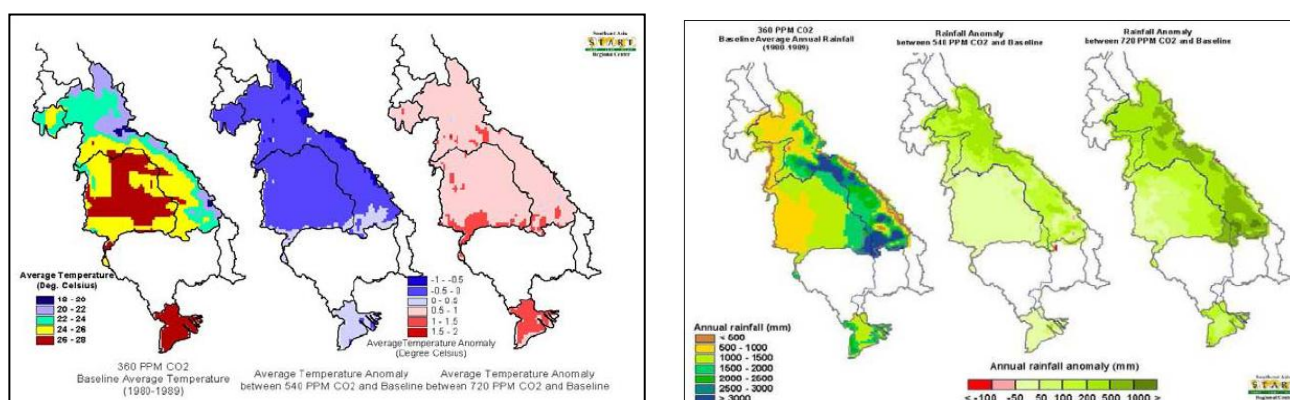 Southeast Asia
START
Regional Center
Average Temperature
(Deg. Celsius)
18 - 20
20 - 22
22 - 24
24 - 26
26 - 28
360 PPM CO2
Baseline Average Temperature
(1980-1989)
Average Temperature Anomaly
between 540 PPM CO2 and Baseline
-1 - -0.5
-0.5 - 0
0 - 0.5
0.5 - 1
1 - 1.5
1.5 - 2
Average Temperature Anomaly
(Degree Celsius)
Average Temperature Anomaly
between 720 PPM CO2 and Baseline
360 PPM CO2
Baseline Average Annual Rainfall
(1980-1989)
Rainfall Anomaly
between 540 PPM CO2 and Baseline
Rainfall Anomaly
between 720 PPM CO2 and Baseline
Annual rainfall (mm)
< 500
500 - 1000
1000 - 1500
1500 - 2000
2000 - 2500
2500 - 3000
> 3000
Annual rainfall anomaly (mm)
< -100 -50 50 100 200 500 1000 >
Southeast Asia
START
Regional Center